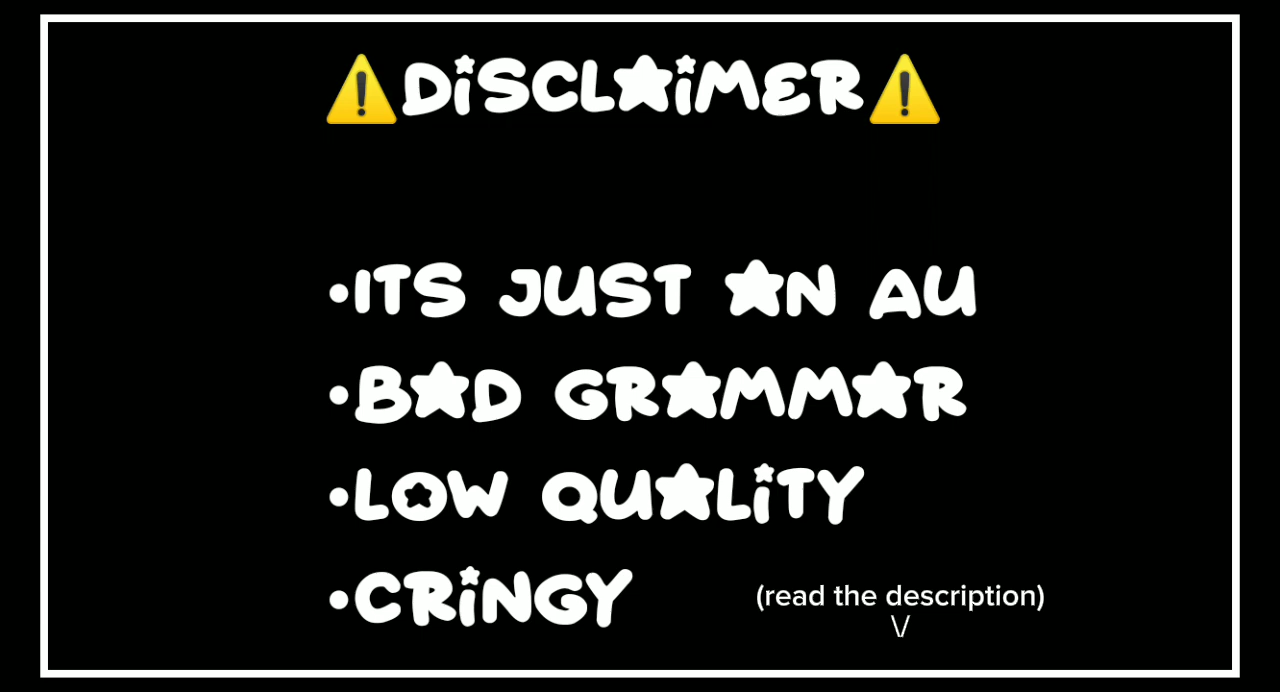 ⚠️DiSCLAiMER⚠️
•ITS JUST AN AU
•BAD GRAMMAR
•LOW QUALiTY
•CRiNGY
(read the description)
\/